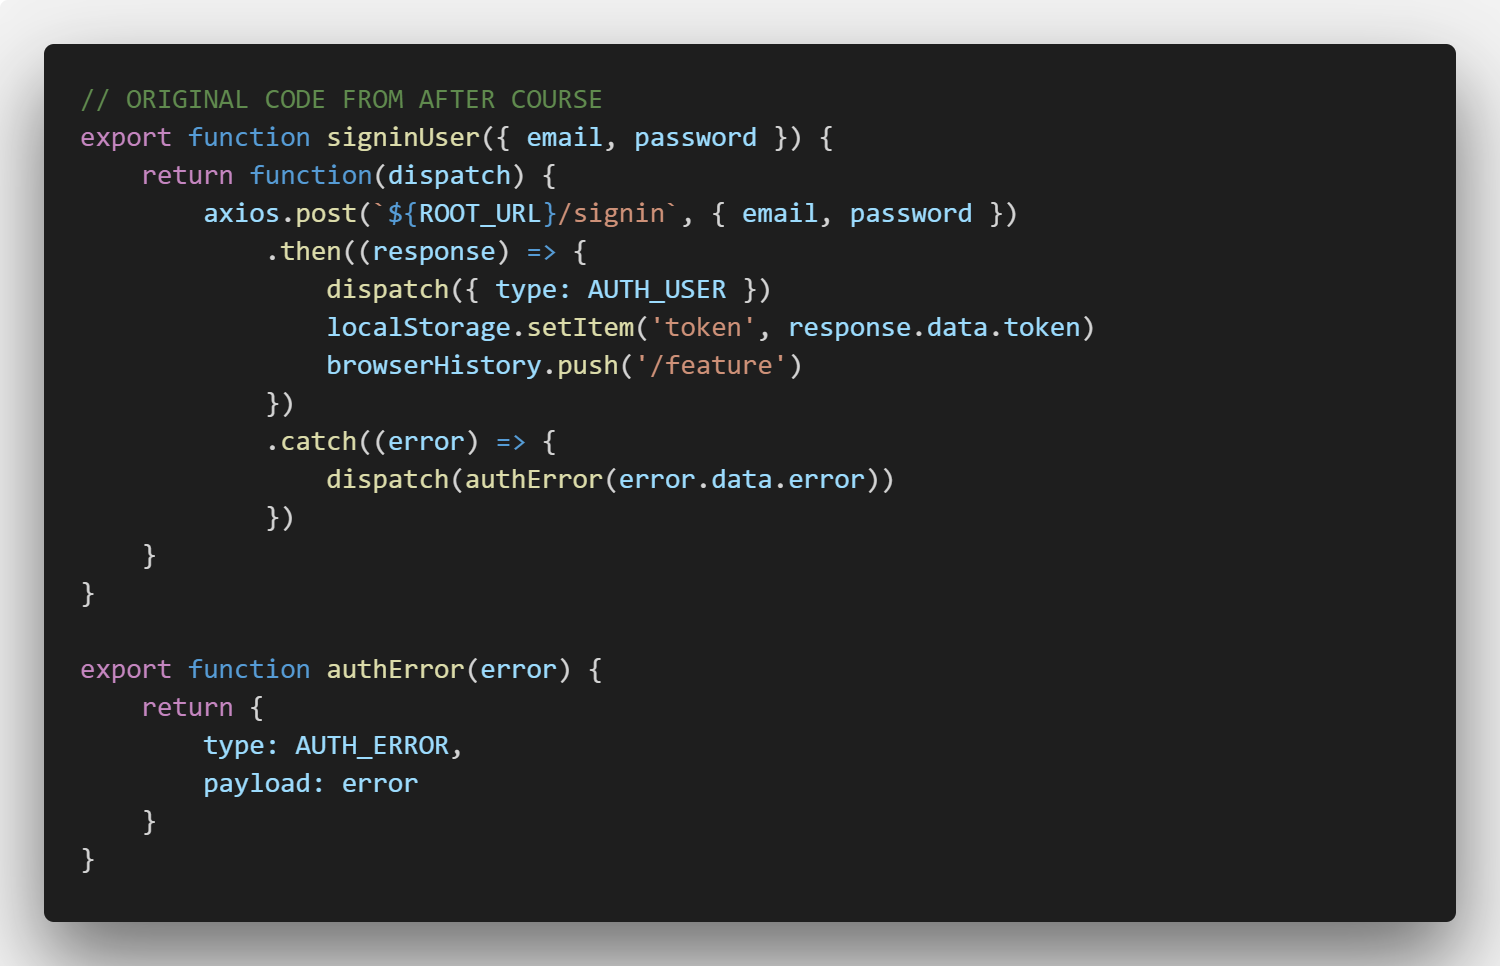 // ORIGINAL CODE FROM AFTER COURSE
export function signinUser({ email, password }) {
    return function(dispatch) {
        axios.post(`${ROOT_URL}/signin`, { email, password })
            .then((response) => {
                dispatch({ type: AUTH_USER })
                localStorage.setItem('token', response.data.token)
                browserHistory.push('/feature')
            })
            .catch((error) => {
                dispatch(authError(error.data.error))
            })
    }
}

export function authError(error) {
    return {
        type: AUTH_ERROR,
        payload: error
    }
}